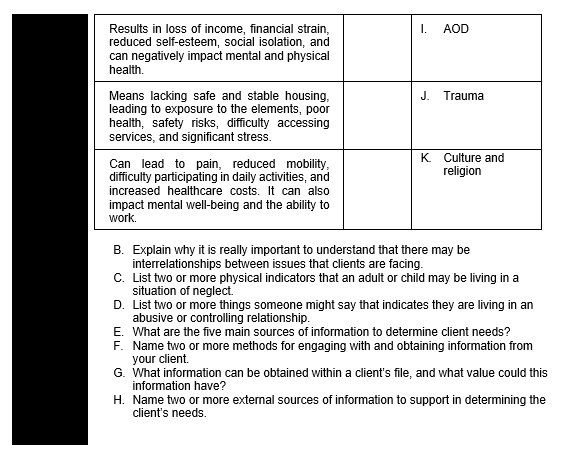 Results in loss of income, financial strain,
reduced self-esteem, social isolation, and
can negatively impact mental and physical
health.
I. AOD
Means lacking safe and stable housing,
leading to exposure to the elements, poor
health, safety risks, difficulty accessing
services, and significant stress.
J. Trauma
Can lead to pain, reduced mobility,
difficulty participating in daily activities, and
increased healthcare costs. It can also
impact mental well-being and the ability to
work.
K. Culture and
religion
B. Explain why it is really important to understand that there may be
interrelationships between issues that clients are facing.
C. List two or more physical indicators that an adult or child may be living in a
situation of neglect.
D. List two or more things someone might say that indicates they are living in an
abusive or controlling relationship.
E. What are the five main sources of information to determine client needs?
F. Name two or more methods for engaging with and obtaining information from
your client.
G. What information can be obtained within a client's file, and what value could this
information have?
H. Name two or more external sources of information to support in determining the
client's needs.